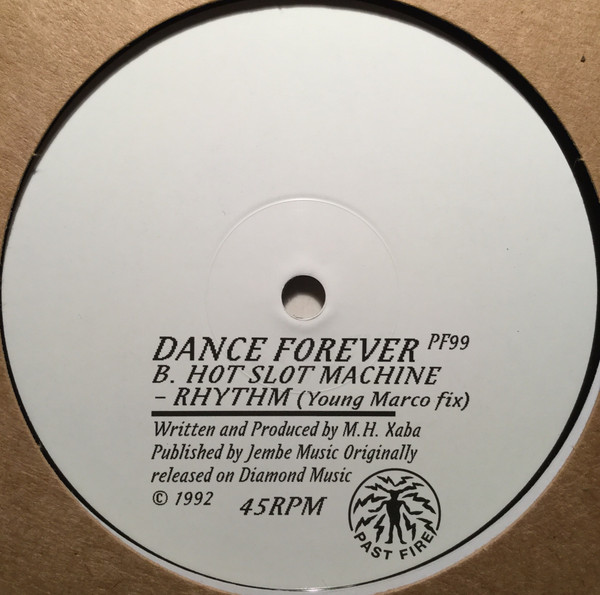 DANCE FOREVER PF99
B. HOT SLOT MACHINE
– RHYTHM (Young Marco fix)
Written and Produced by M.H. Xaba
Published by Jembe Music Originally
released on Diamond Music
© 1992 45RPM
PAST FIRE